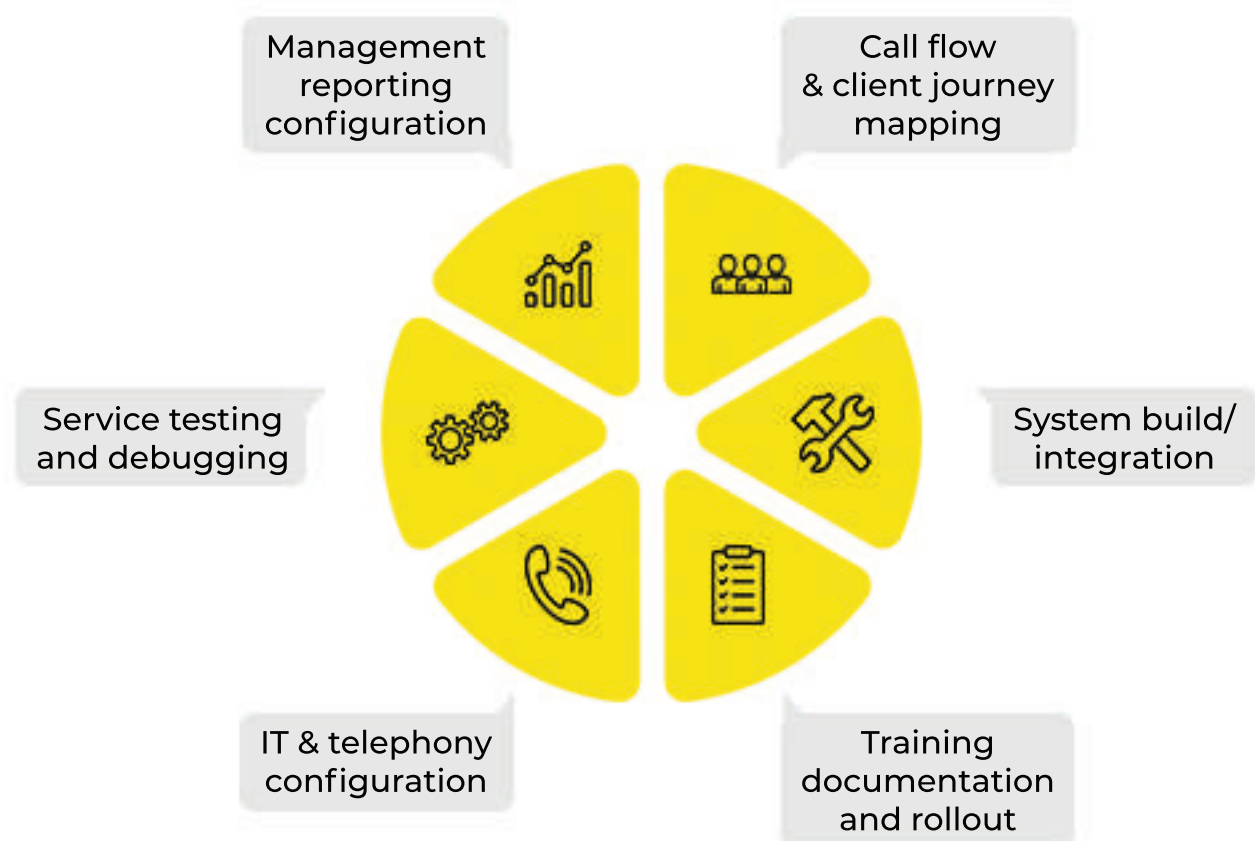 Management
reporting
configuration
Call flow
& client journey
mapping
Service testing
and debugging
System build/
integration
IT & telephony
configuration
Training
documentation
and rollout